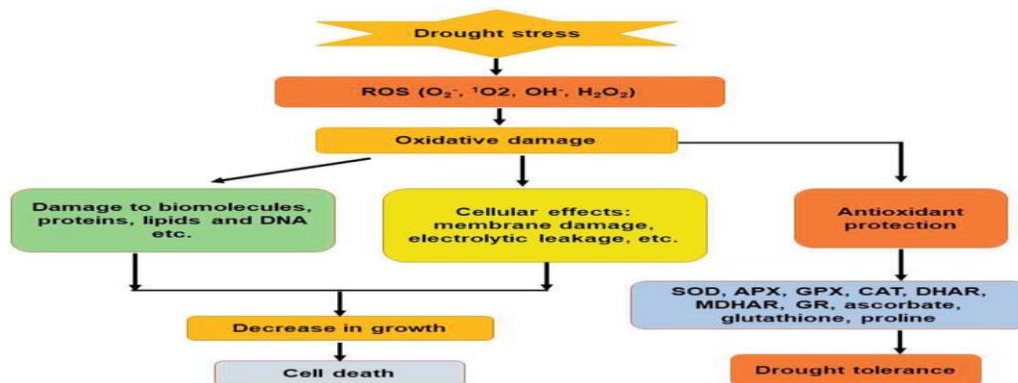 Drought stress
ROS (O₂⁻, ¹O2, OH⁻, H₂O₂)
Oxidative damage
Damage to biomolecules,
proteins, lipids and DNA
etc.
Cellular effects:
membrane damage,
electrolytic leakage, etc.
Antioxidant
protection
SOD, APX, GPX, CAT, DHAR,
MDHAR, GR, ascorbate,
glutathione, proline
Decrease in growth
Cell death
Drought tolerance